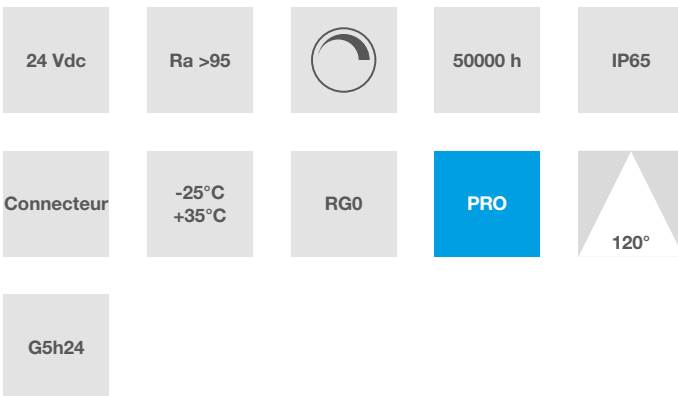 24 Vdc
Ra >95
50000 h
IP65
Connecteur
-25°C
+35°C
RG0
PRO
120°
G5h24